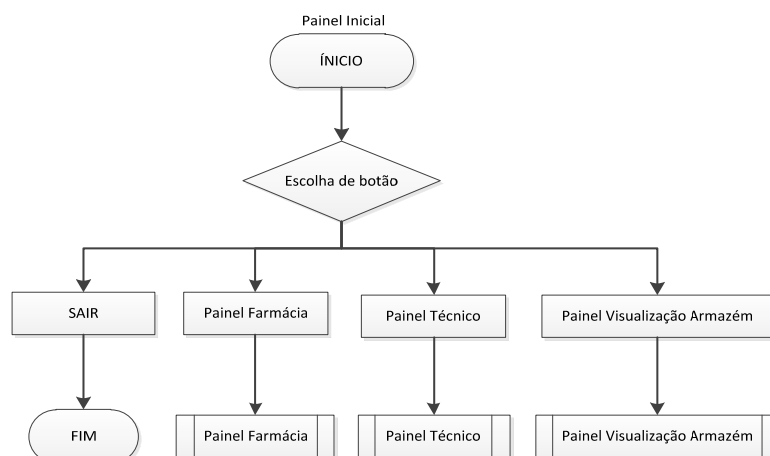 Painel Inicial
ÍNICIO
Escolha de botão
SAIR
Painel Farmácia
Painel Técnico
Painel Visualização Armazém
FIM
Painel Farmácia
Painel Técnico
Painel Visualização Armazém